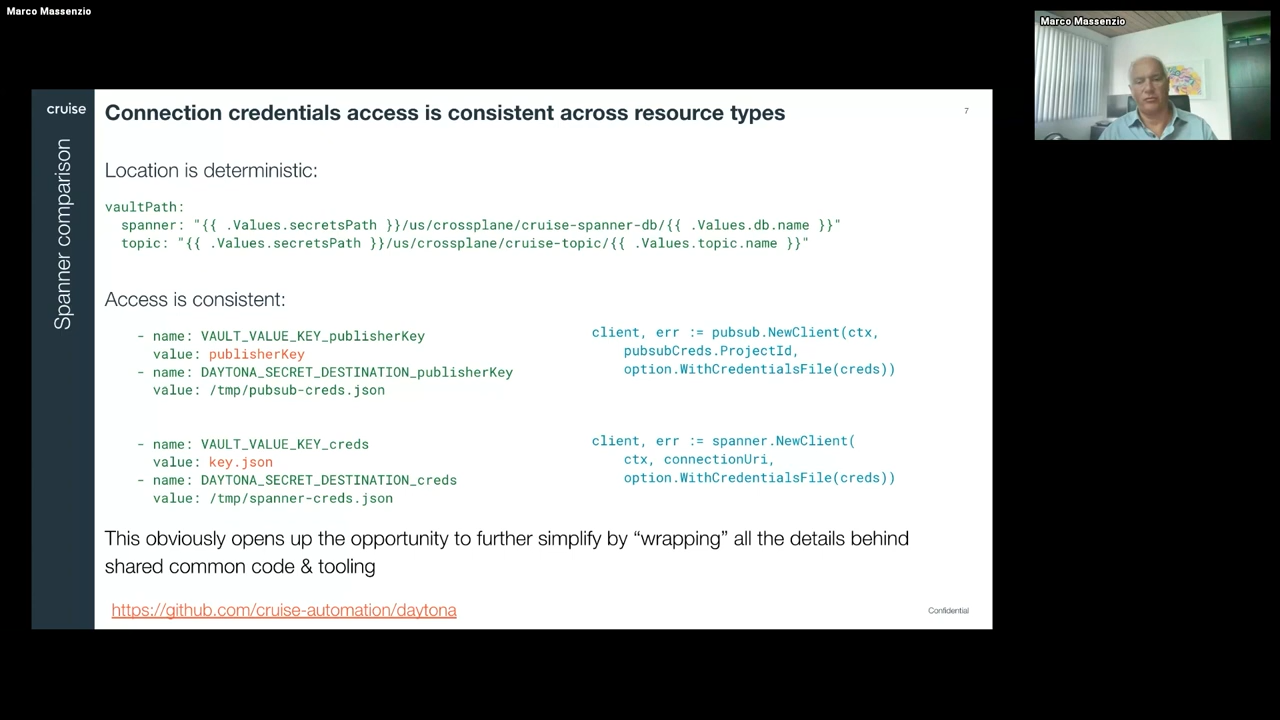 Marco Massenzio
Marco Massenzio
cruise
Spanner comparison
Connection credentials access is consistent across resource types
7
Location is deterministic:
vaultPath:
spanner: "{{ .Values.secretsPath }}/us/crossplane/cruise-spanner-db/{{ .Values.db.name }}"
topic: "{{ .Values.secretsPath }}/us/crossplane/cruise-topic/{{ .Values.topic.name }}"
Access is consistent:
- name: VAULT_VALUE_KEY_publisherKey
value: publisherKey
- name: DAYTONA_SECRET_DESTINATION_publisherKey
value: /tmp/pubsub-creds.json
client, err := pubsub.NewClient(ctx,
pubsubCreds.ProjectId,
option.WithCredentialsFile(creds))
- name: VAULT_VALUE_KEY_creds
value: key.json
- name: DAYTONA_SECRET_DESTINATION_creds
value: /tmp/spanner-creds.json
client, err := spanner.NewClient(
ctx, connectionUri,
option.WithCredentialsFile(creds))
This obviously opens up the opportunity to further simplify by “wrapping” all the details behind
shared common code & tooling
https://github.com/cruise-automation/daytona
Confidential